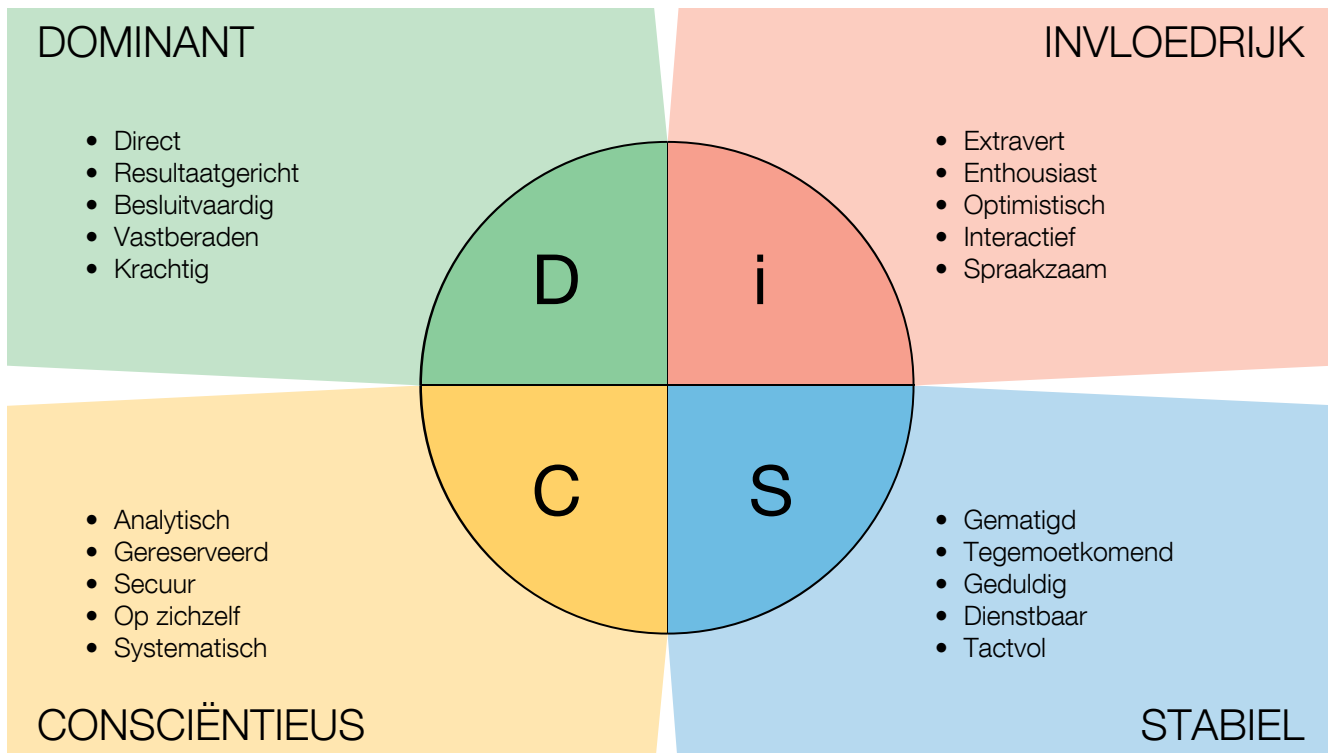 DOMINANT
• Direct
• Resultaatgericht
• Besluitvaardig
• Vastberaden
• Krachtig
INVLOEDRIJK
• Extravert
• Enthousiast
• Optimistisch
• Interactief
• Spraakzaam
D
i
C
S
• Analytisch
• Gereserveerd
• Secuur
• Op zichzelf
• Systematisch
CONSCIËNTIEUS
• Gematigd
• Tegemoetkomend
• Geduldig
• Dienstbaar
• Tactvol
STABIEL